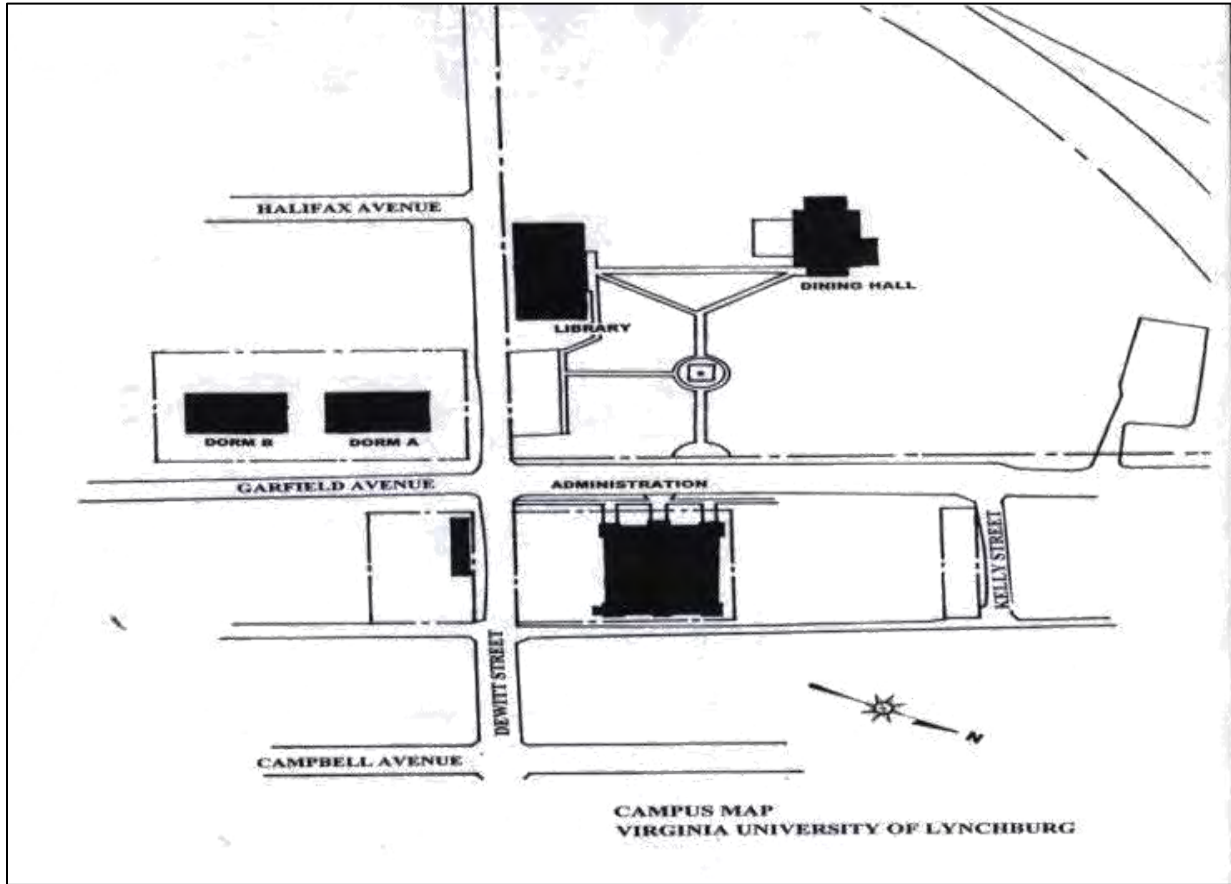 HALIFAX AVENUE
DINING HALL
LIBRARY
DORM B
DORM A
GARFIELD AVENUE
ADMINISTRATION
KELLY STREET
DEWITT STREET
N
CAMPBELL AVENUE
CAMPUS MAP
VIRGINIA UNIVERSITY OF LYNCHBURG